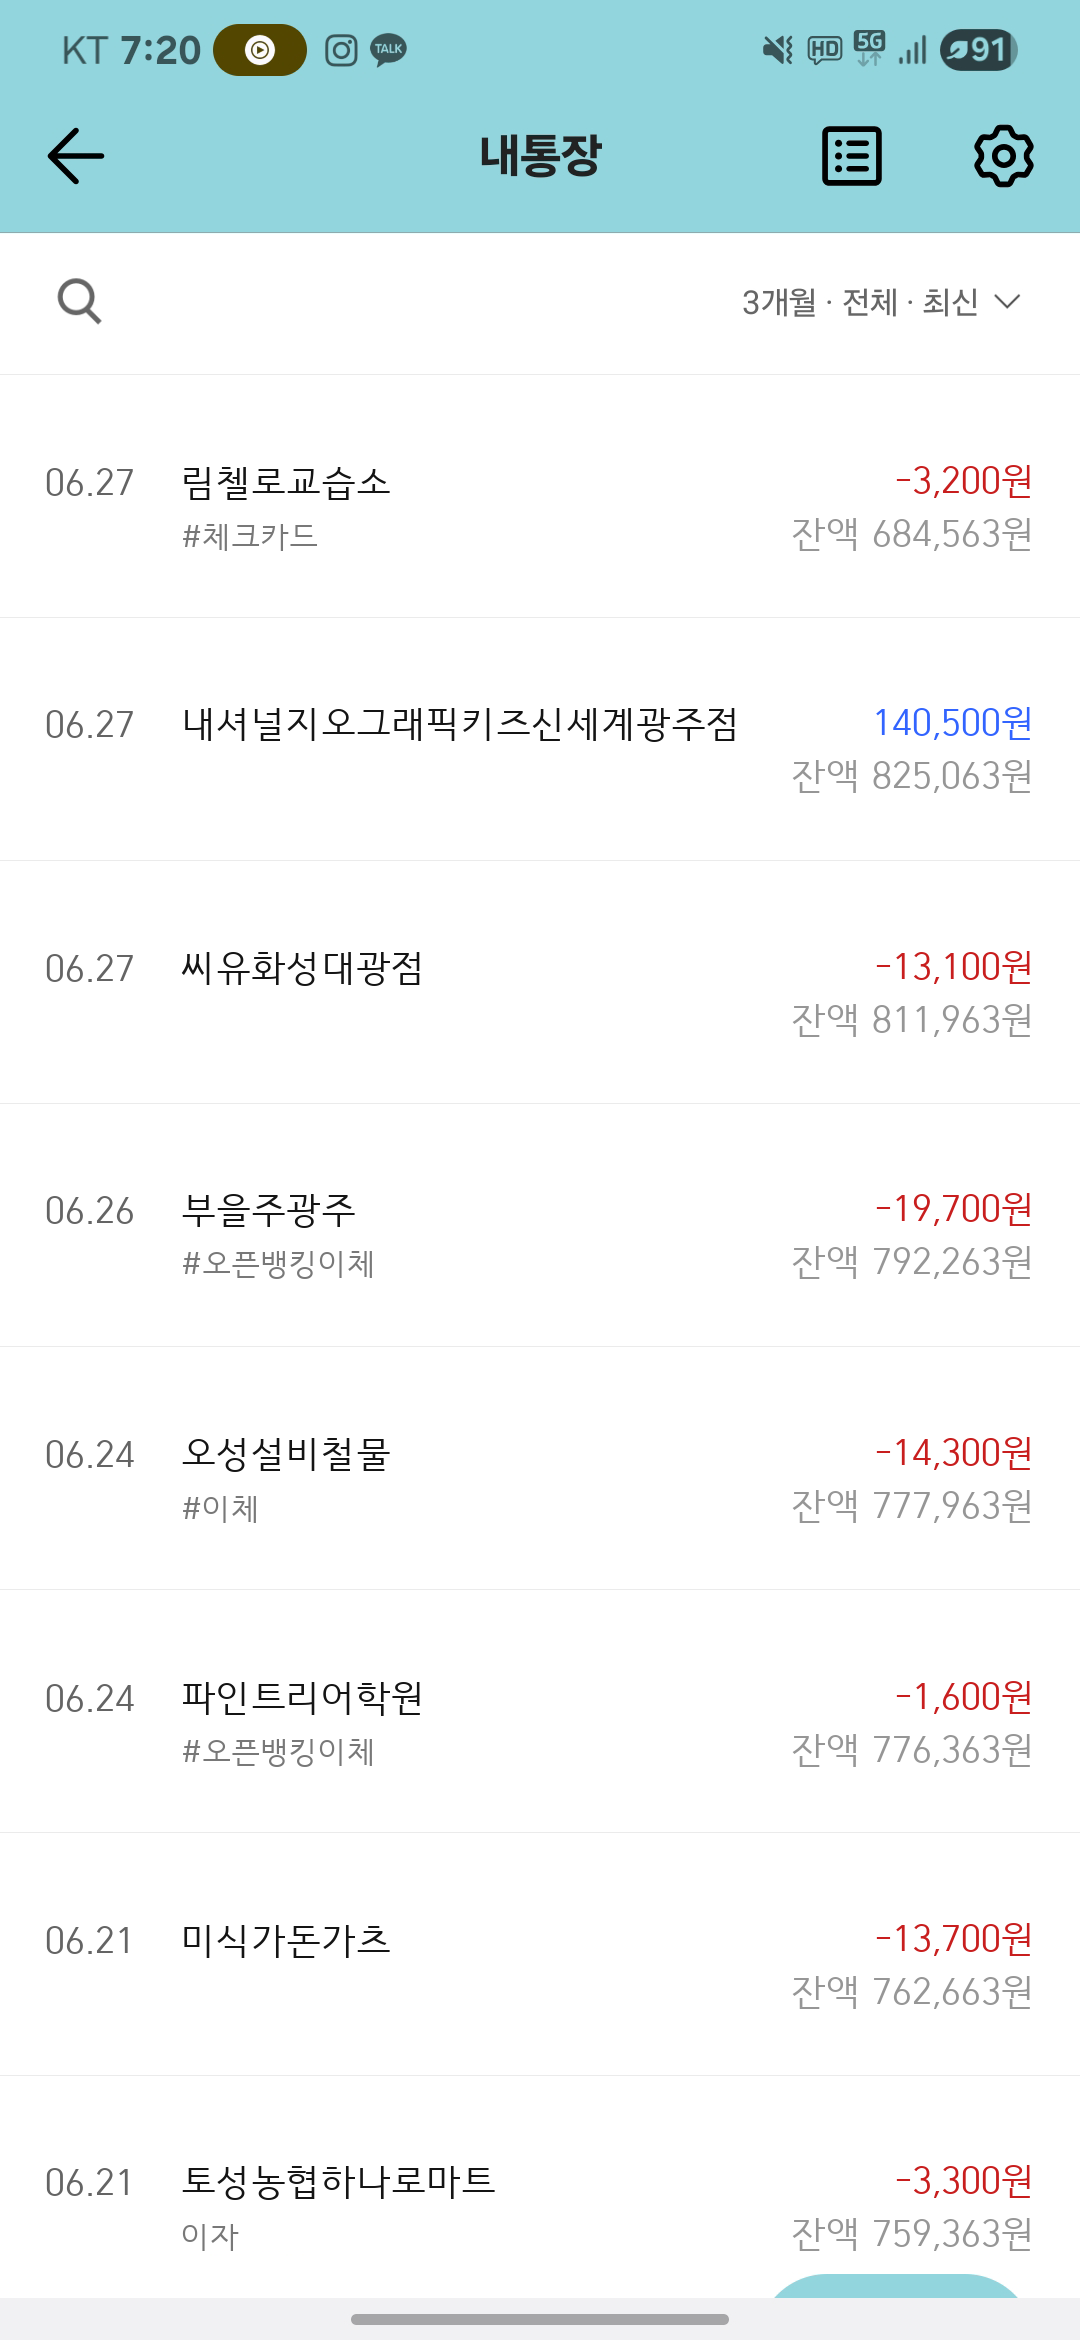 KT 7:20 TALK HD 5G 91
내통장
3개월 · 전체 · 최신
06.27 림첼로교습소 -3,200원
#체크카드 잔액 684,563원
06.27 내셔널지오그래픽키즈신세계광주점 140,500원
잔액 825,063원
06.27 씨유화성대광점 -13,100원
잔액 811,963원
06.26 부을주광주 -19,700원
#오픈뱅킹이체 잔액 792,263원
06.24 오성설비철물 -14,300원
#이체 잔액 777,963원
06.24 파인트리어학원 -1,600원
#오픈뱅킹이체 잔액 776,363원
06.21 미식가돈가츠 -13,700원
잔액 762,663원
06.21 토성농협하나로마트 -3,300원
이자 잔액 759,363원